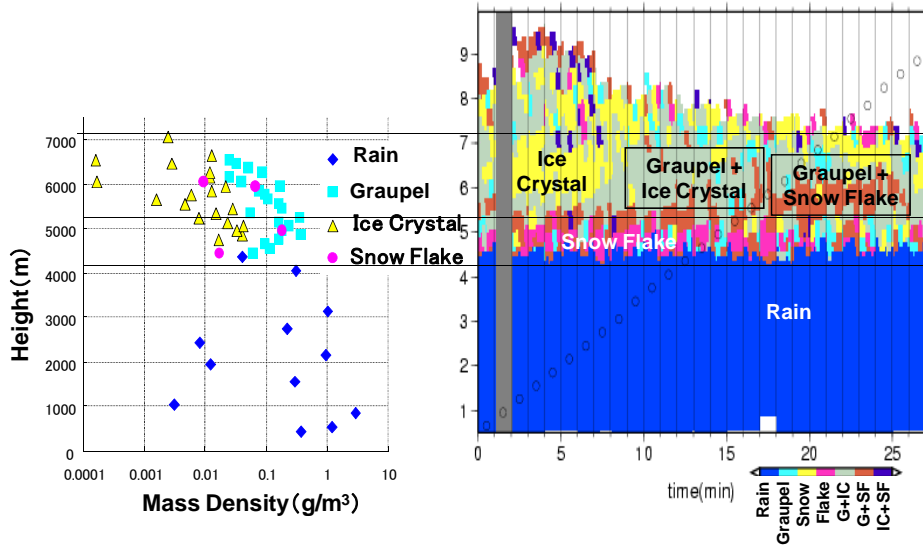 7000
6000
5000
4000
3000
2000
1000
0
Height(m)
0.0001
0.001
0.01
0.1
1
10
Mass Density(g/m³)
Rain
Graupel
Ice Crystal
Snow Flake
9
8
7
6
5
4
3
2
1
0
5
10
15
20
25
time(min)
Ice
Crystal
Graupel +
Ice Crystal
Graupel +
Snow Flake
Snow Flake
Rain
Rain
Graupel
Snow
Flake
G+IC
G+SF
IC+SF